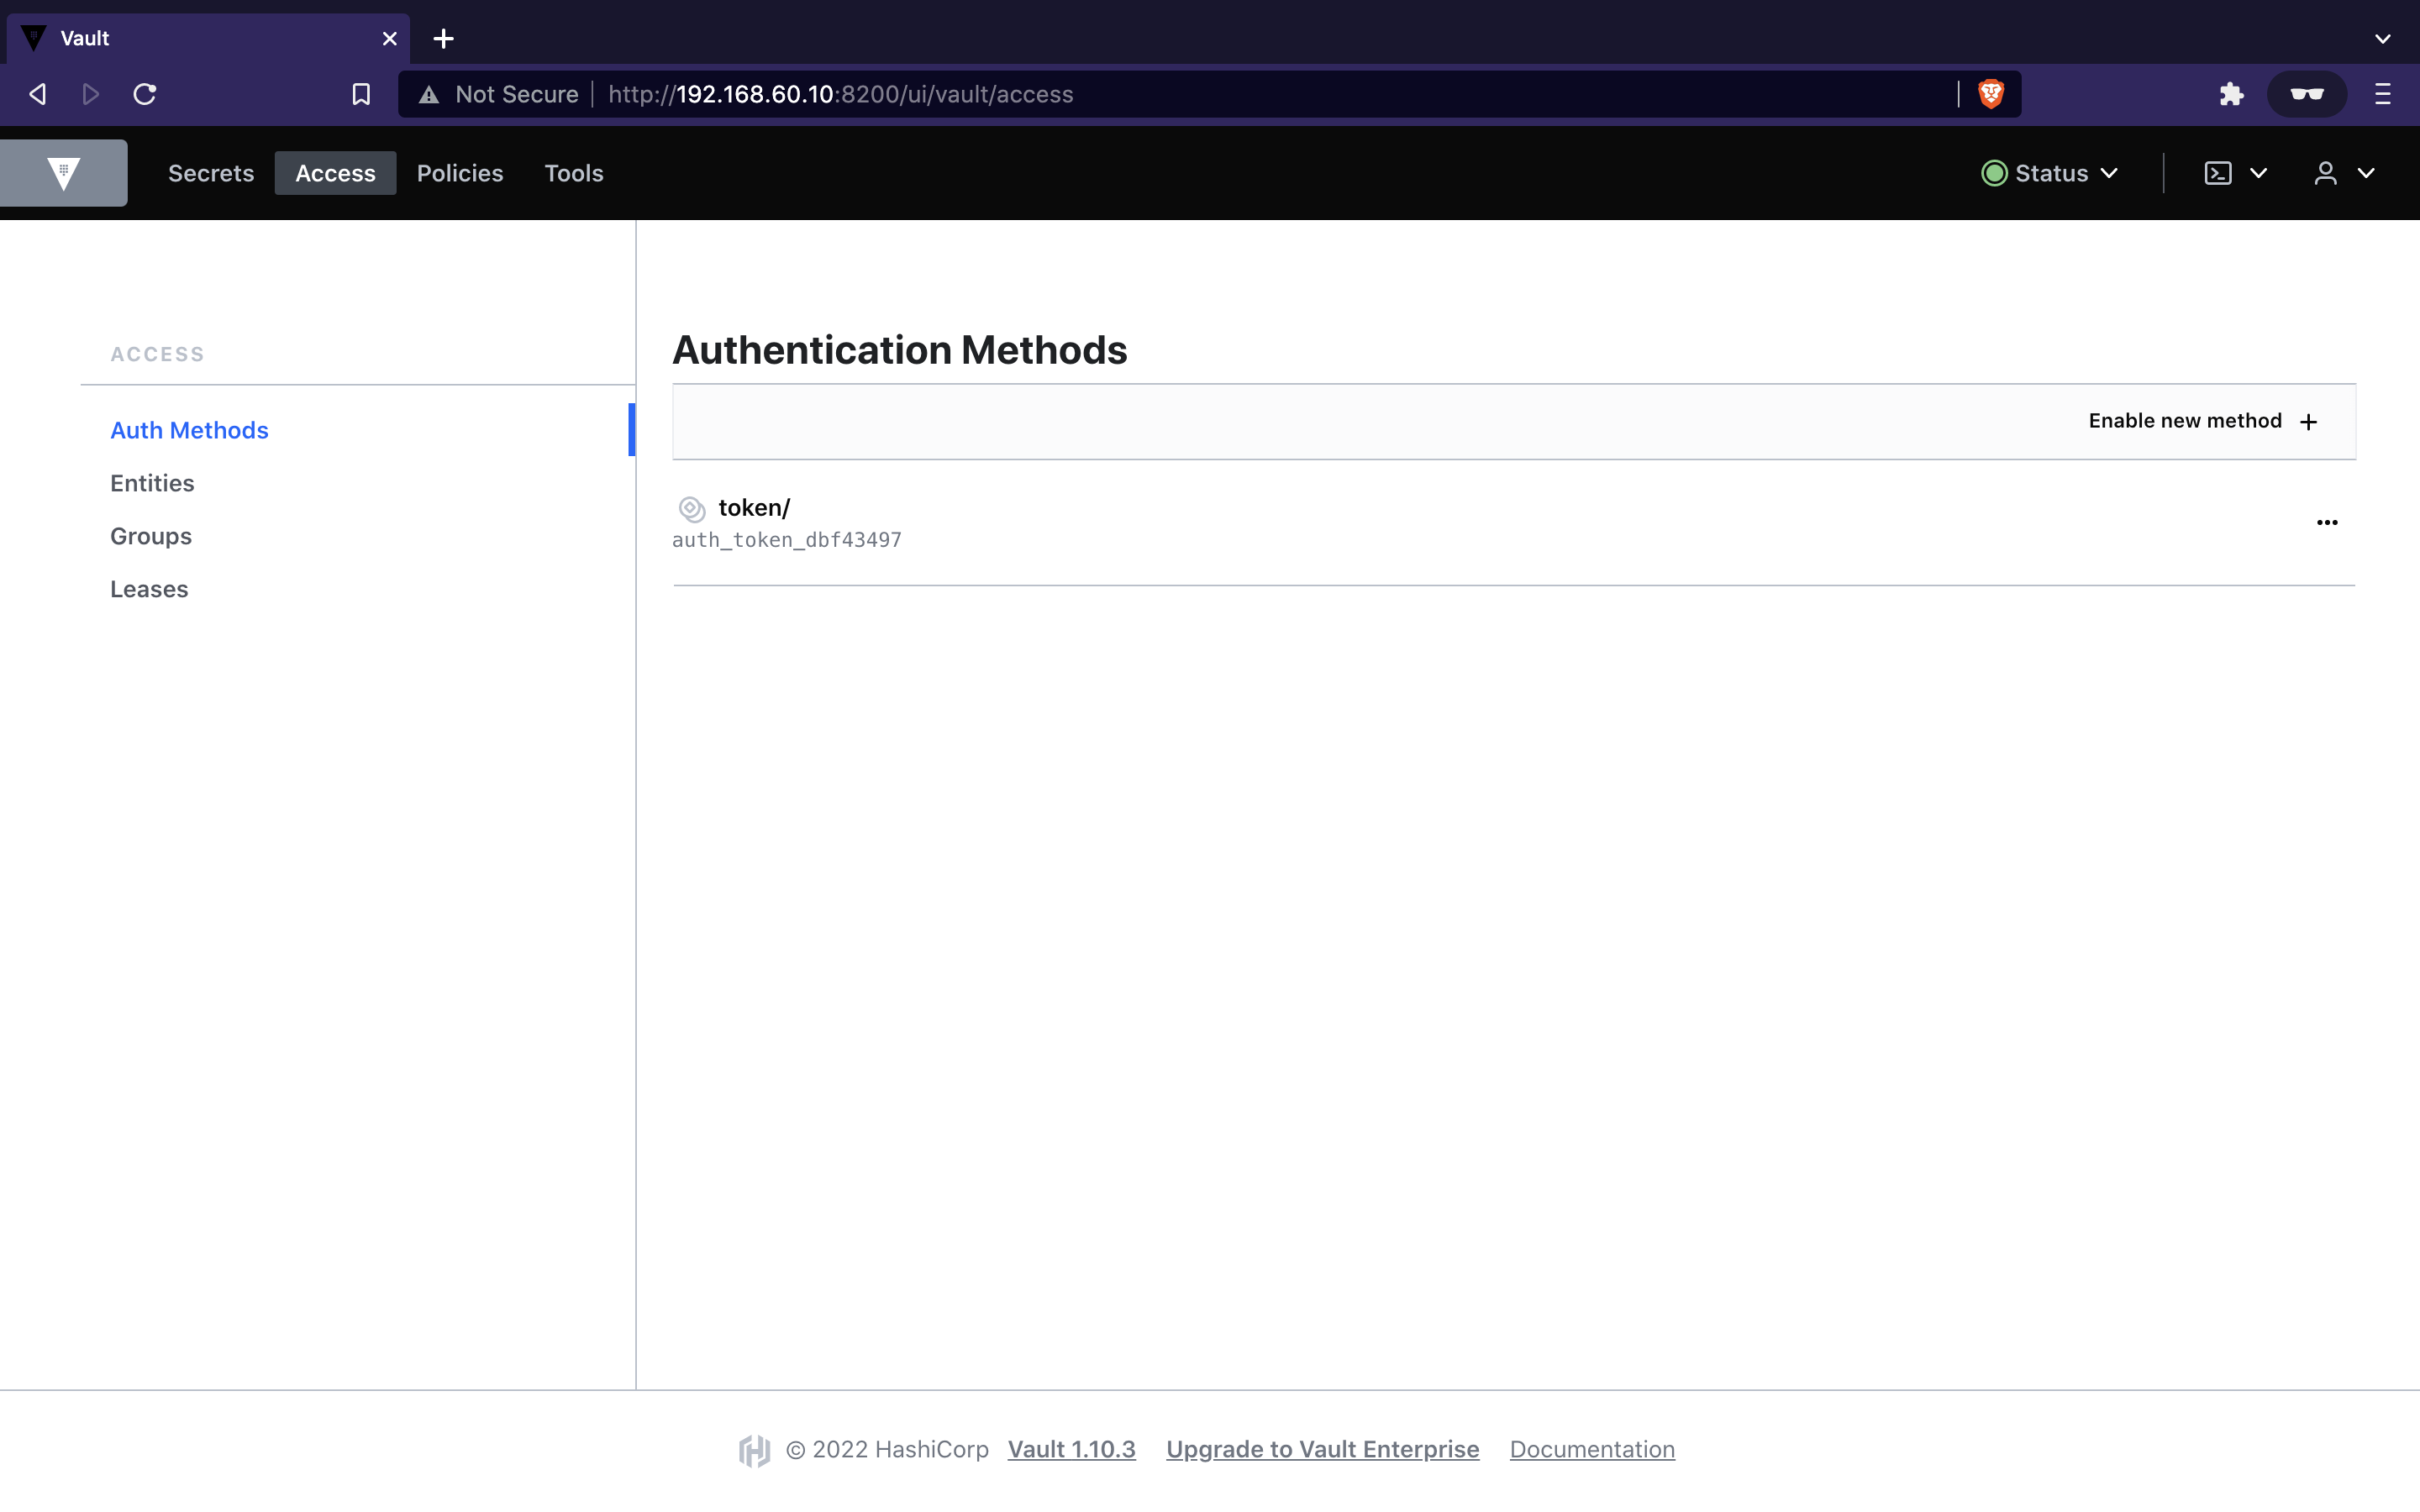 Vault
Not Secure http://192.168.60.10:8200/ui/vault/access
Secrets Access Policies Tools Status
ACCESS
Auth Methods
Entities
Groups
Leases
Authentication Methods
Enable new method
token/
auth_token_dbf43497
© 2022 HashiCorp Vault 1.10.3 Upgrade to Vault Enterprise Documentation